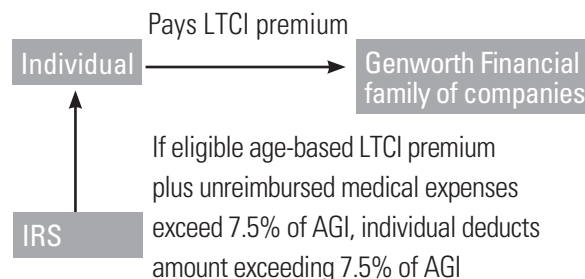 Pays LTCI premium
Individual
Genworth Financial
family of companies
If eligible age-based LTCI premium
plus unreimbursed medical expenses
exceed 7.5% of AGI, individual deducts
amount exceeding 7.5% of AGI
IRS